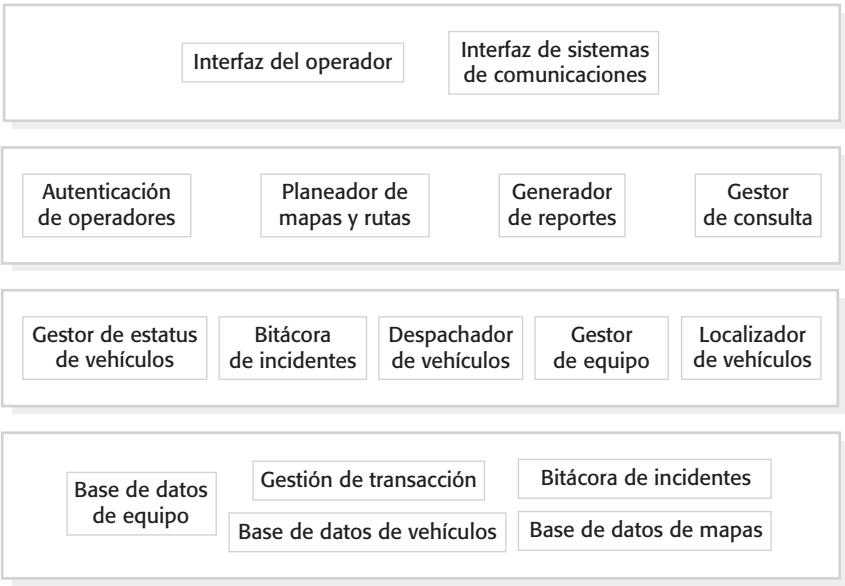 Interfaz del operador
Interfaz de sistemas
de comunicaciones
Autenticación
de operadores
Planeador de
mapas y rutas
Generador
de reportes
Gestor
de consulta
Gestor de estatus
de vehículos
Bitácora
de incidentes
Despachador
de vehículos
Gestor
de equipo
Localizador
de vehículos
Base de datos
de equipo
Gestión de transacción
Bitácora de incidentes
Base de datos de vehículos
Base de datos de mapas